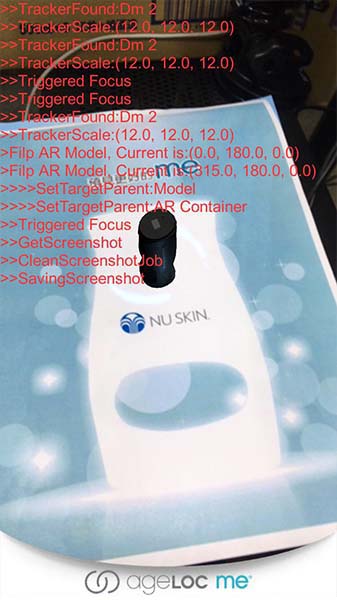 >>TrackerFound:Dm 2
>>TrackerScale:(12.0, 12.0, 12.0)
>>TrackerFound:Dm 2
>>TrackerScale:(12.0, 12.0, 12.0)
>>Triggered Focus
>>Triggered Focus
>>TrackerFound:Dm 2
>>TrackerScale:(12.0, 12.0, 12.0)
>Filp AR Model, Current is:(0.0, 180.0, 0.0)
>Filp AR Model, Current is:(315.0, 180.0, 0.0)
me
>>>>SetTargetParent:Model
>>>>SetTargetParent:AR Container
>>Triggered Focus
>>GetScreenshot
>>CleanScreenshotJob
>>SavingScreenshot
NU SKIN
ageLOC me